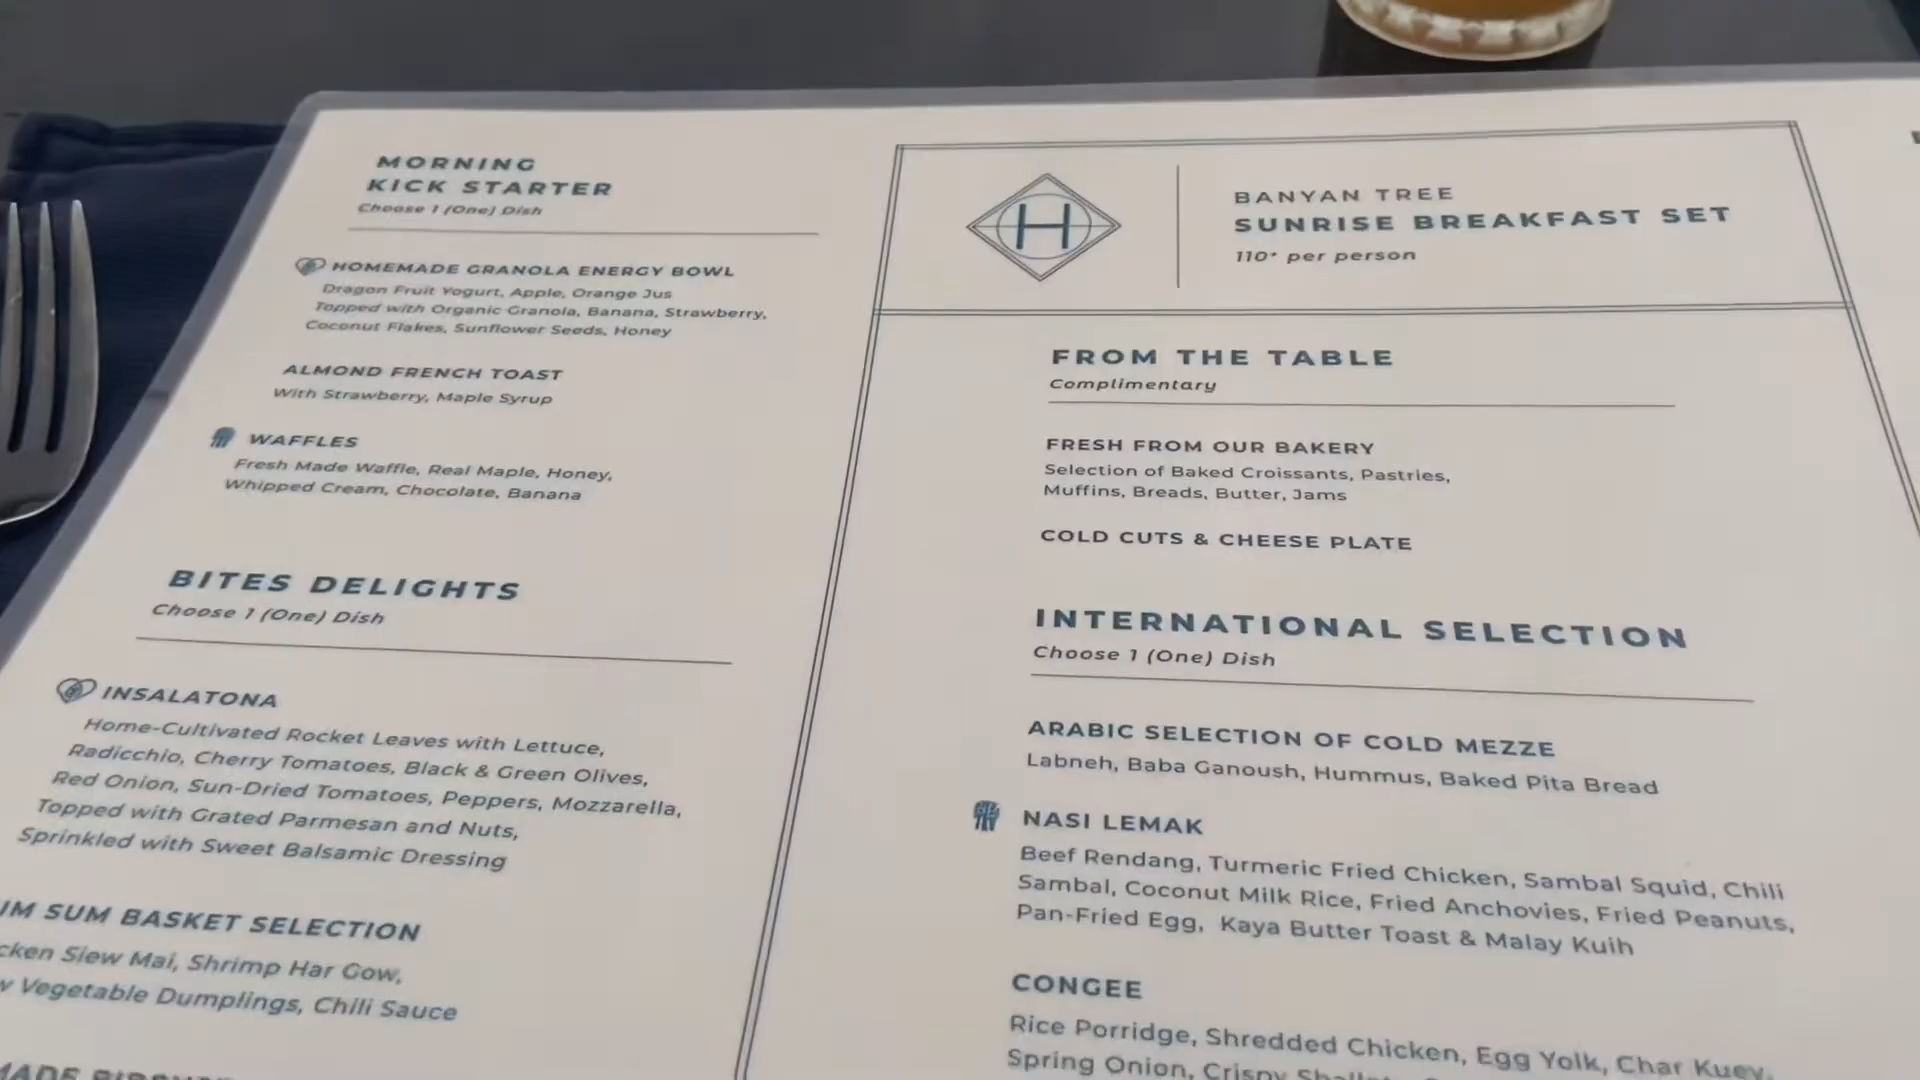 MORNING
KICK STARTER
Choose 1 (One) Dish
HOMEMADE GRANOLA ENERGY BOWL
Dragon Fruit Yogurt, Apple, Orange Jus
Topped with Organic Granola, Banana, Strawberry,
Coconut Flakes, Sunflower Seeds, Honey
ALMOND FRENCH TOAST
With Strawberry, Maple Syrup
WAFFLES
Fresh Made Waffle, Real Maple, Honey,
Whipped Cream, Chocolate, Banana
BITES DELIGHTS
Choose 1 (One) Dish
INSALATONA
Home-Cultivated Rocket Leaves with Lettuce,
Radicchio, Cherry Tomatoes, Black & Green Olives,
Red Onion, Sun-Dried Tomatoes, Peppers, Mozzarella,
Topped with Grated Parmesan and Nuts,
Sprinkled with Sweet Balsamic Dressing
IM SUM BASKET SELECTION
cken Siew Mai, Shrimp Har Gow,
w Vegetable Dumplings, Chili Sauce
H
BANYAN TREE
SUNRISE BREAKFAST SET
110+ per person
FROM THE TABLE
Complimentary
FRESH FROM OUR BAKERY
Selection of Baked Croissants, Pastries,
Muffins, Breads, Butter, Jams
COLD CUTS & CHEESE PLATE
INTERNATIONAL SELECTION
Choose 1 (One) Dish
ARABIC SELECTION OF COLD MEZZE
Labneh, Baba Ganoush, Hummus, Baked Pita Bread
NASI LEMAK
Beef Rendang, Turmeric Fried Chicken, Sambal Squid, Chili
Sambal, Coconut Milk Rice, Fried Anchovies, Fried Peanuts,
Pan-Fried Egg, Kaya Butter Toast & Malay Kuih
CONGEE
Rice Porridge, Shredded Chicken, Egg Yolk, Char Kuey,
Spring Onion, Crispy